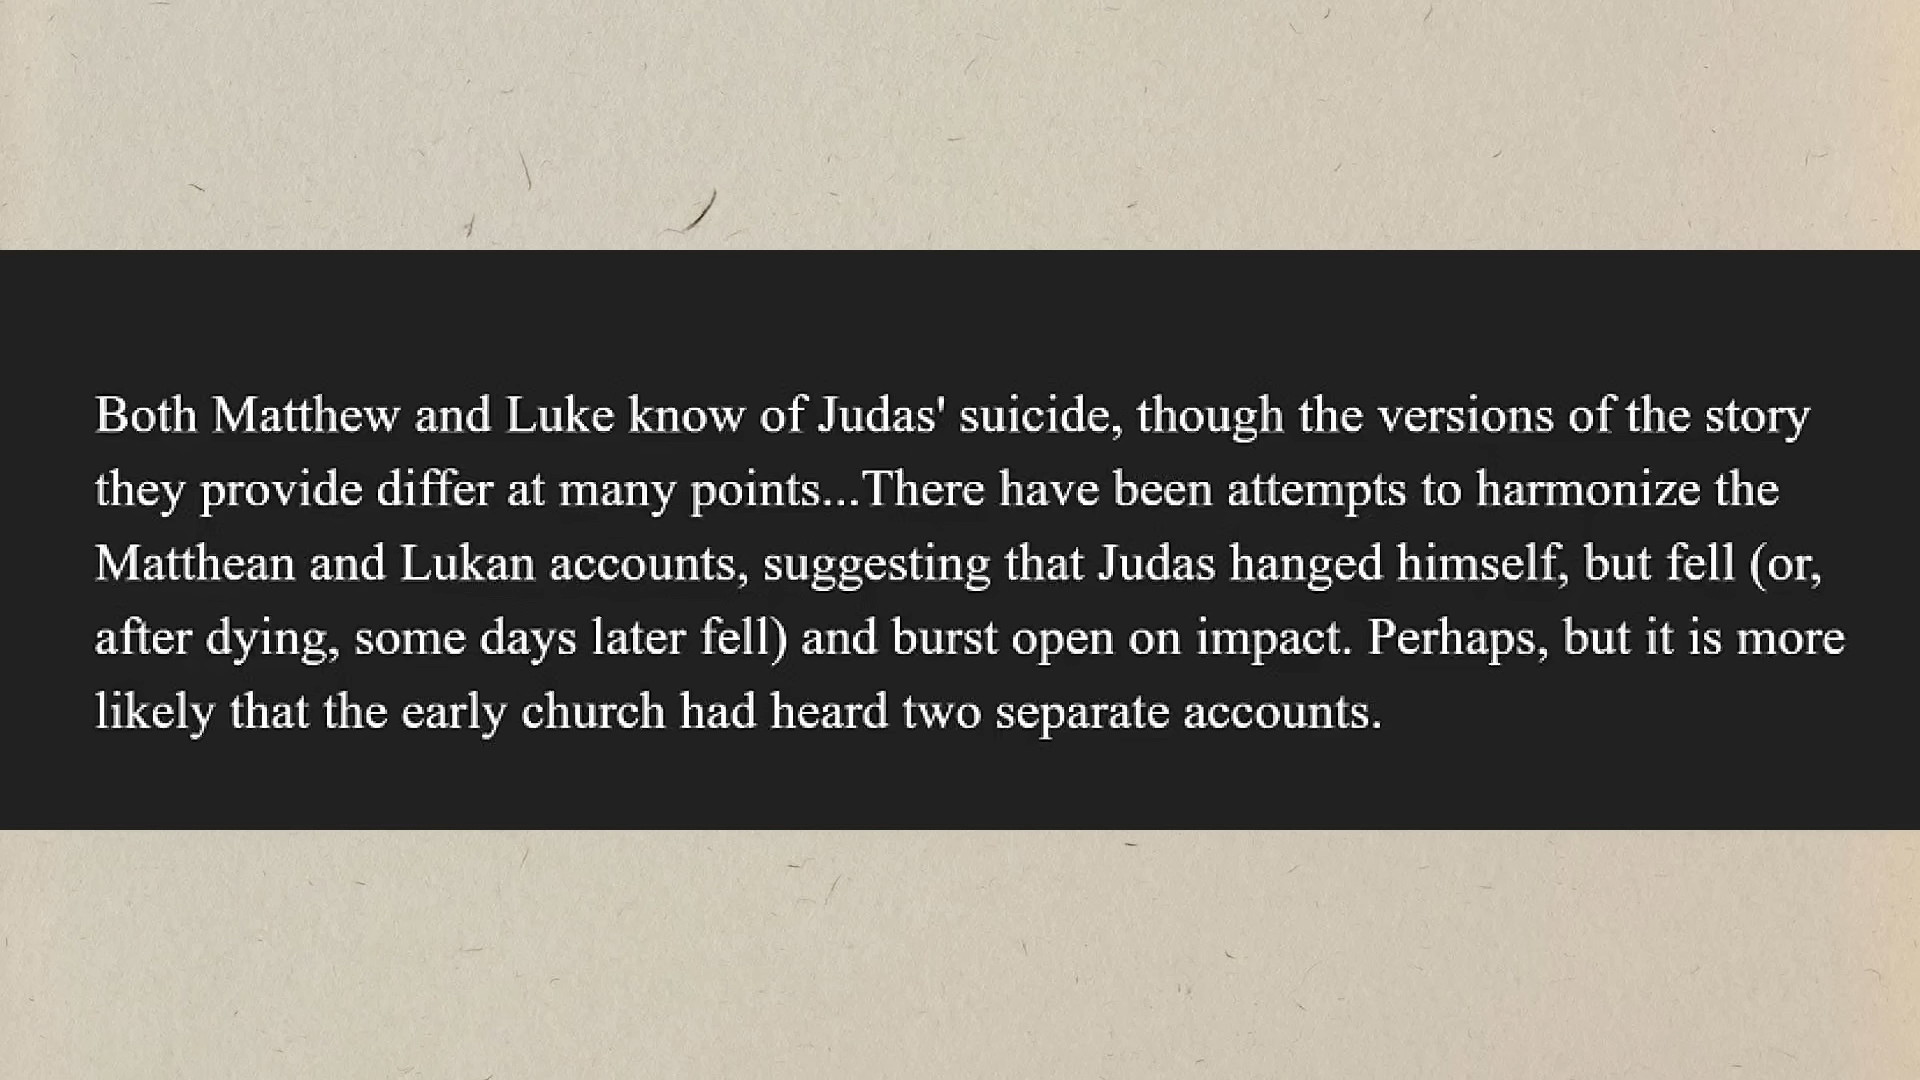 Both Matthew and Luke know of Judas' suicide, though the versions of the story
they provide differ at many points...There have been attempts to harmonize the
Matthean and Lukan accounts, suggesting that Judas hanged himself, but fell (or,
after dying, some days later fell) and burst open on impact. Perhaps, but it is more
likely that the early church had heard two separate accounts.